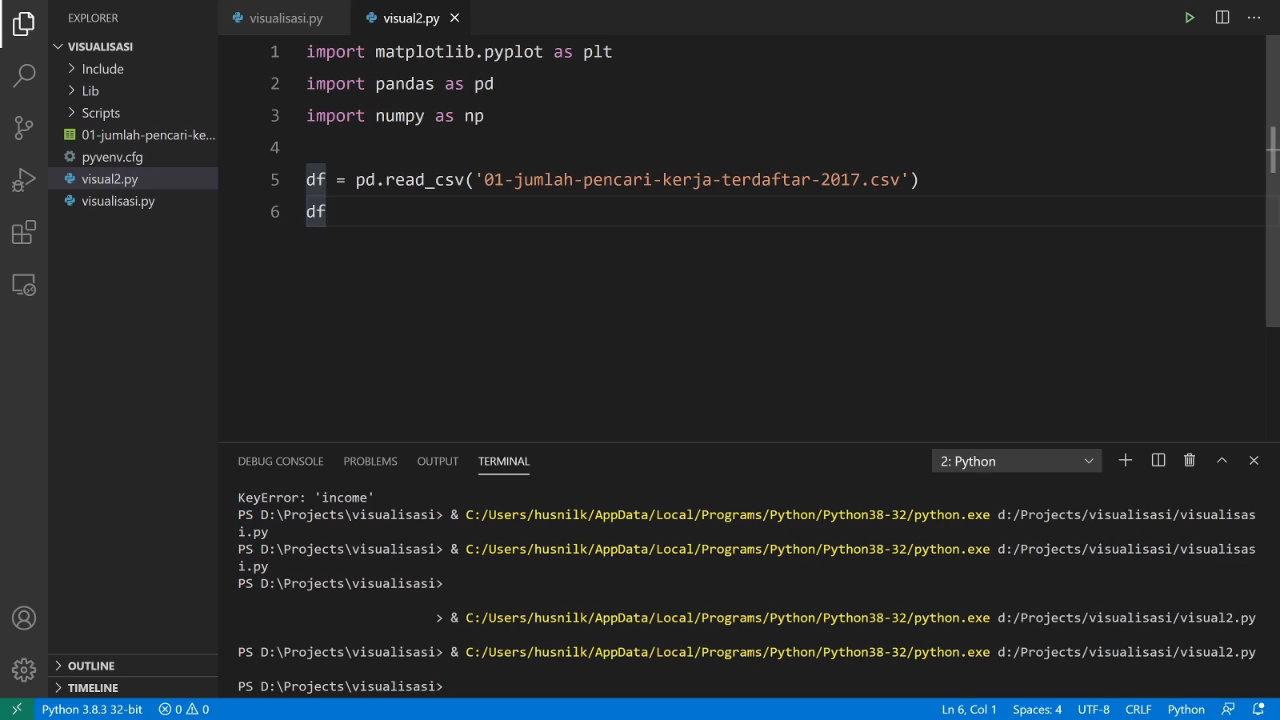 EXPLORER
visualisasi.py
visual2.py
VISUALISASI
Include
Lib
Scripts
01-jumlah-pencari-ke...
pyvenv.cfg
visual2.py
visualisasi.py
OUTLINE
TIMELINE
1 import matplotlib.pyplot as plt
2 import pandas as pd
3 import numpy as np
4
5 df = pd.read_csv('01-jumlah-pencari-kerja-terdaftar-2017.csv')
6 df
DEBUG CONSOLE PROBLEMS OUTPUT TERMINAL 2: Python
KeyError: 'income'
PS D:\Projects\visualisasi> & C:/Users/husnilk/AppData/Local/Programs/Python/Python38-32/python.exe d:/Projects/visualisasi/visualisas
i.py
PS D:\Projects\visualisasi> & C:/Users/husnilk/AppData/Local/Programs/Python/Python38-32/python.exe d:/Projects/visualisasi/visualisas
i.py
PS D:\Projects\visualisasi>
> & C:/Users/husnilk/AppData/Local/Programs/Python/Python38-32/python.exe d:/Projects/visualisasi/visual2.py
PS D:\Projects\visualisasi> & C:/Users/husnilk/AppData/Local/Programs/Python/Python38-32/python.exe d:/Projects/visualisasi/visual2.py
PS D:\Projects\visualisasi>
Python 3.8.3 32-bit 0 0 Ln 6, Col 1 Spaces: 4 UTF-8 CRLF Python